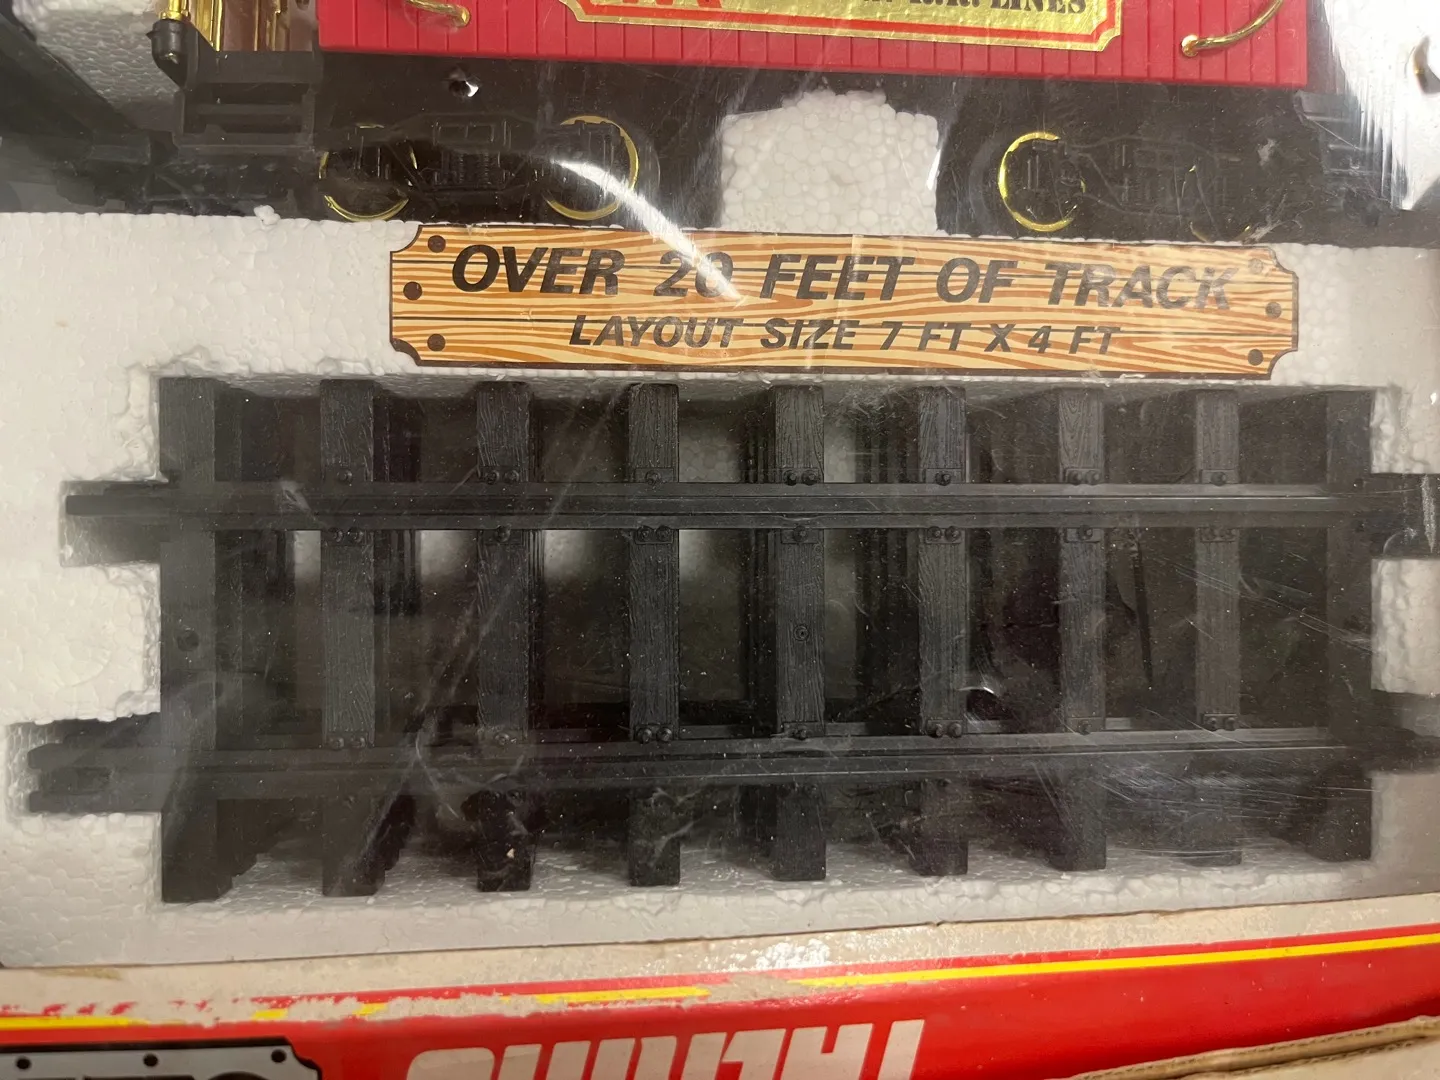 R.R. LINES
OVER 20 FEET OF TRACK
LAYOUT SIZE 7 FT X 4 FT